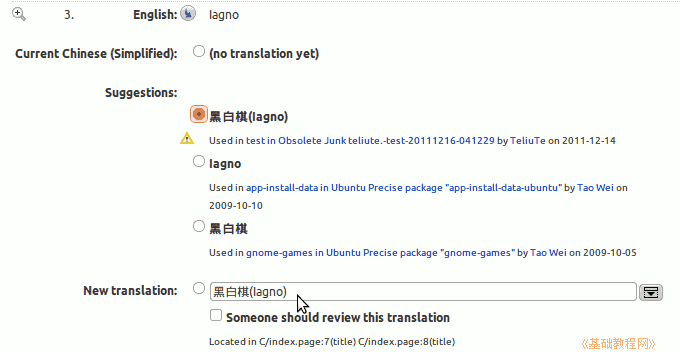 3. English: Iagno
Current Chinese (Simplified): (no translation yet)
Suggestions:
黑白棋(Iagno)
Used in test in Obsolete Junk teliute.-test-20111216-041229 by TeliuTe on 2011-12-14
Iagno
Used in app-install-data in Ubuntu Precise package "app-install-data-ubuntu" by Tao Wei on
2009-10-10
黑白棋
Used in gnome-games in Ubuntu Precise package "gnome-games" by Tao Wei on 2009-10-05
New translation: 黑白棋(Iagno)
Someone should review this translation
Located in C/index.page:7(title) C/index.page:8(title)
《基础教程网》